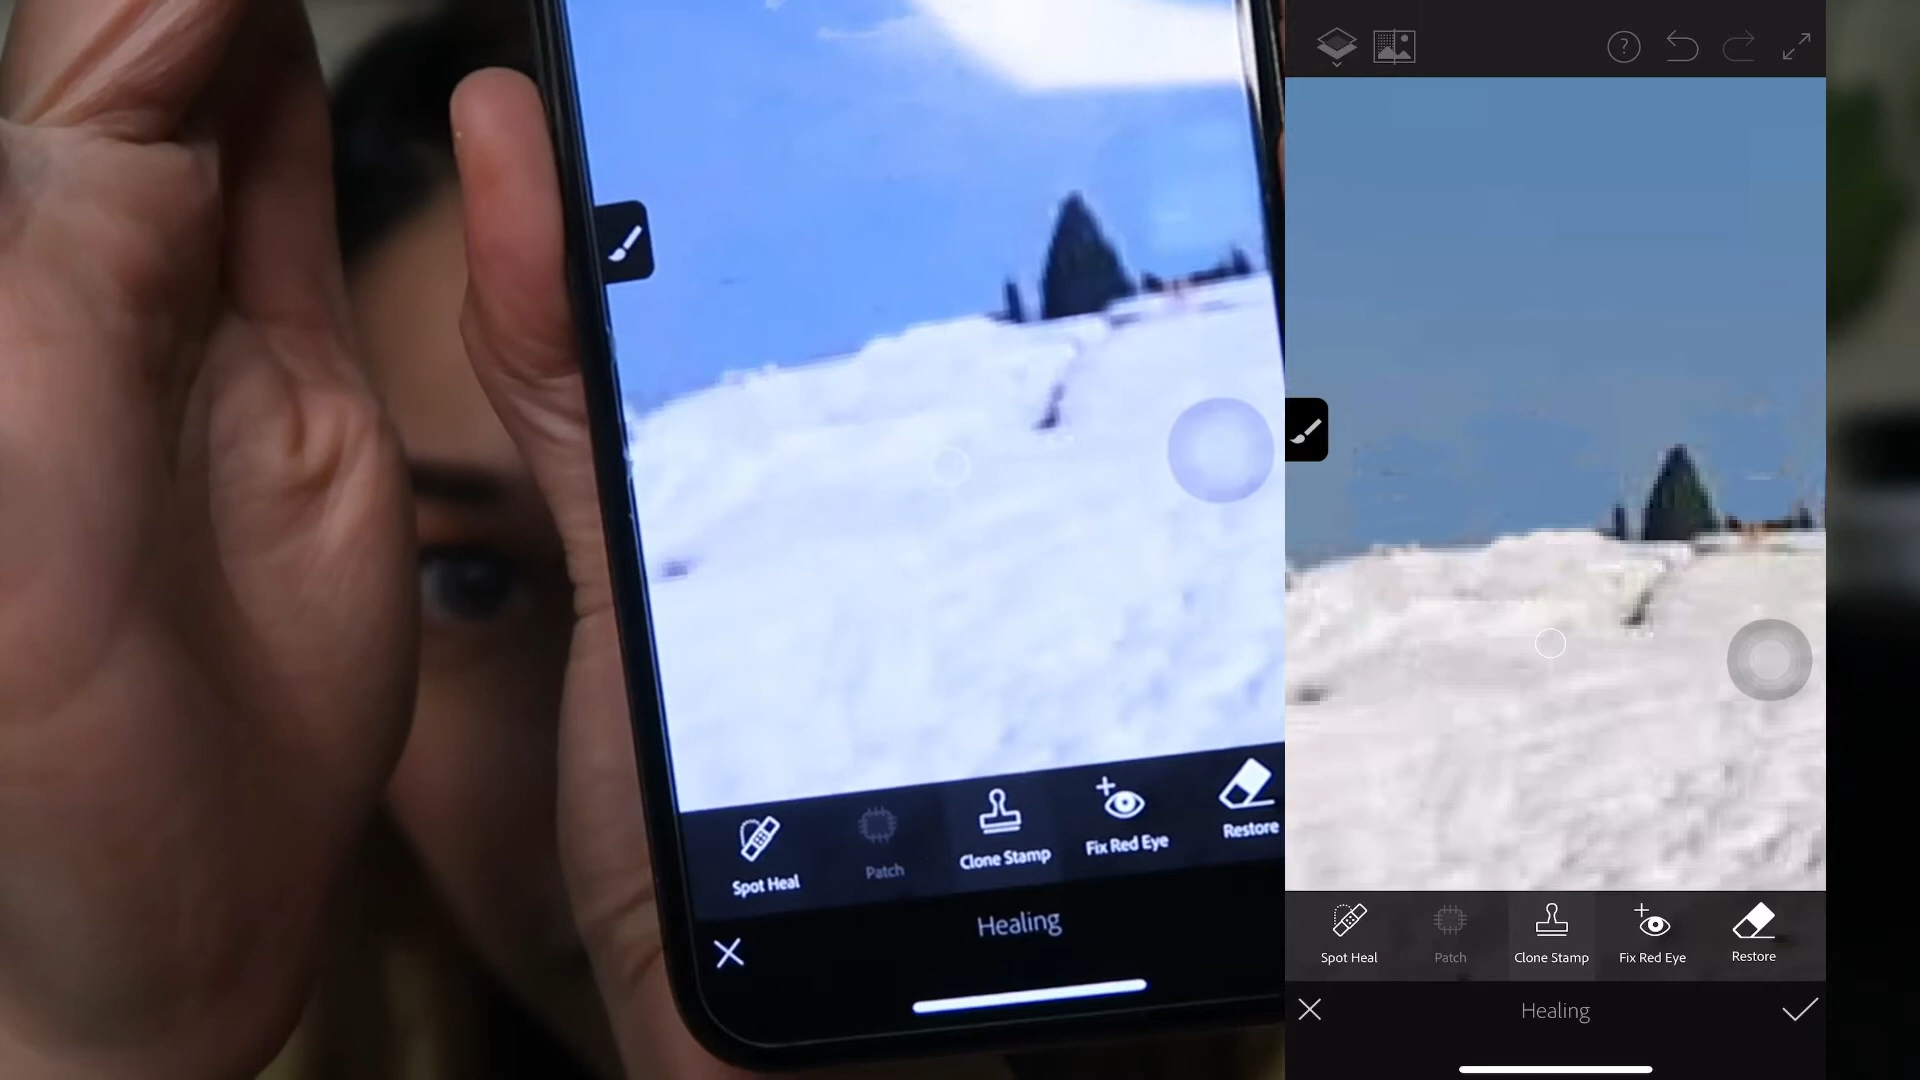 Spot Heal
Patch
Clone Stamp
Fix Red Eye
Restore
Healing
?
Spot Heal
Patch
Clone Stamp
Fix Red Eye
Restore
Healing